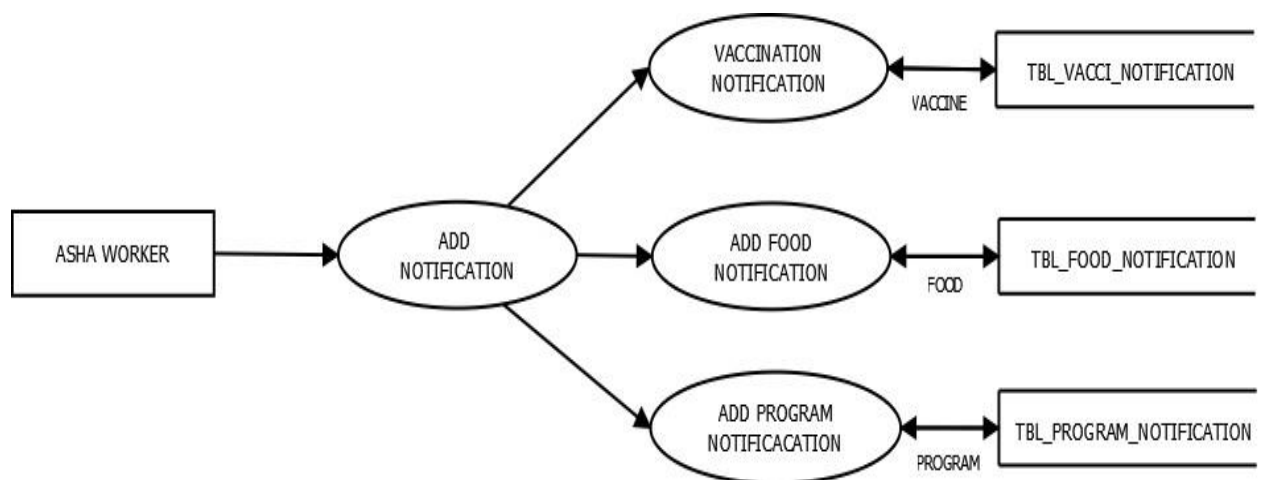 VACCINATION
NOTIFICATION
TBL_VACCI_NOTIFICATION
VACCINE
ASHA WORKER
ADD
NOTIFICATION
ADD FOOD
NOTIFICATION
TBL_FOOD_NOTIFICATION
FOOD
ADD PROGRAM
NOTIFICACATION
TBL_PROGRAM_NOTIFICATION
PROGRAM